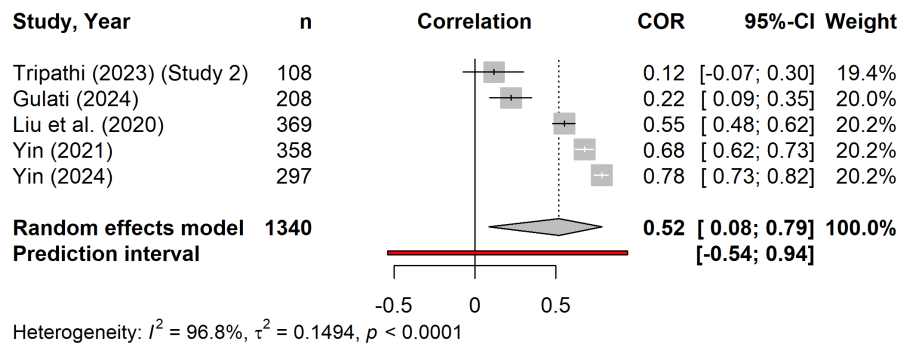 Study, Year n Correlation COR 95%-CI Weight
Tripathi (2023) (Study 2) 108 0.12 [-0.07; 0.30] 19.4%
Gulati (2024) 208 0.22 [ 0.09; 0.35] 20.0%
Liu et al. (2020) 369 0.55 [ 0.48; 0.62] 20.2%
Yin (2021) 358 0.68 [ 0.62; 0.73] 20.2%
Yin (2024) 297 0.78 [ 0.73; 0.82] 20.2%
Random effects model 1340 0.52 [ 0.08; 0.79] 100.0%
Prediction interval [-0.54; 0.94]
-0.5 0 0.5
Heterogeneity: I² = 96.8%, τ² = 0.1494, p < 0.0001